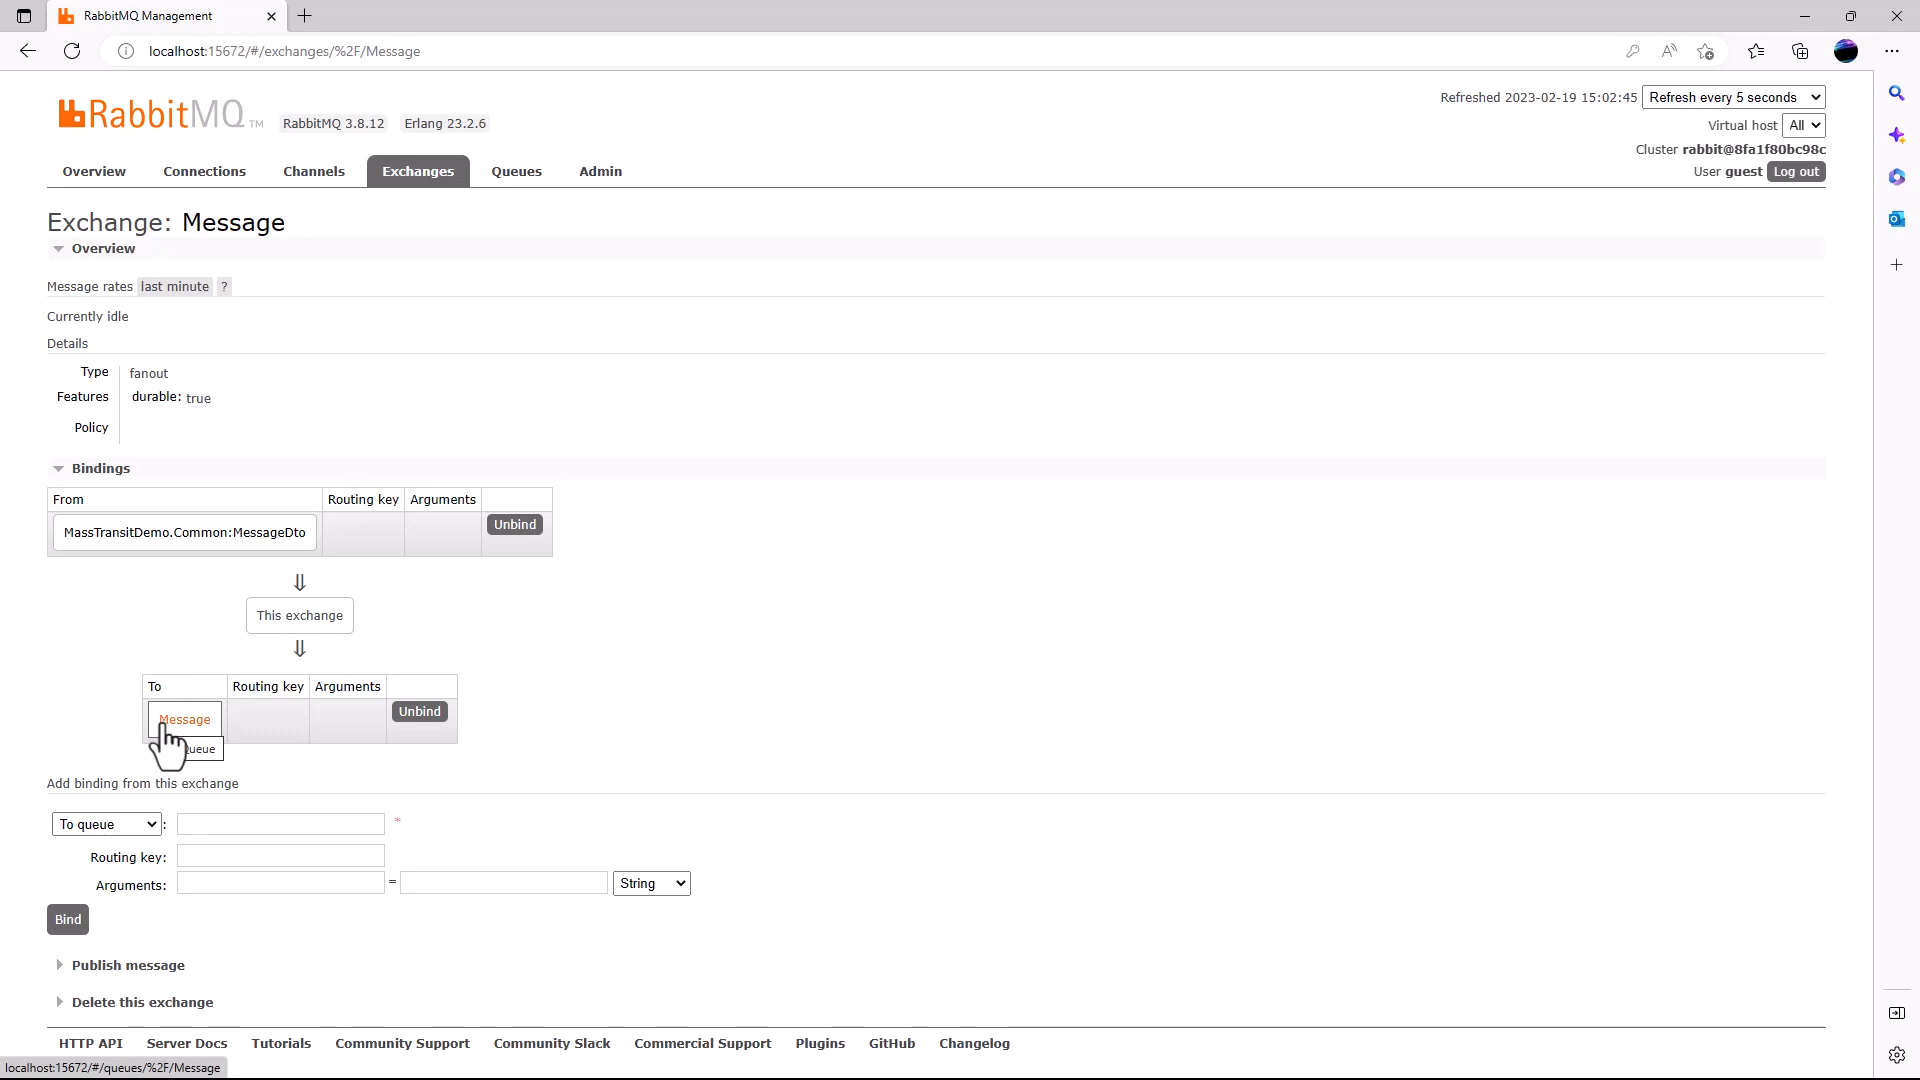 RabbitMQ Management
localhost:15672/#/exchanges/%2F/Message
RabbitMQ TM
RabbitMQ 3.8.12
Erlang 23.2.6
Refreshed 2023-02-19 15:02:45
Refresh every 5 seconds
Virtual host
All
Cluster rabbit@8fa1f80bc98c
User guest
Log out
Overview
Connections
Channels
Exchanges
Queues
Admin
Exchange: Message
Overview
Message rates last minute ?
Currently idle
Details
Type fanout
Features durable: true
Policy
Bindings
From Routing key Arguments
MassTransitDemo.Common:MessageDto Unbind
⇓
This exchange
⇓
To Routing key Arguments
Message Unbind
Add binding from this exchange
To queue : *
Routing key:
Arguments: = String
Bind
Publish message
Delete this exchange
HTTP API
Server Docs
Tutorials
Community Support
Community Slack
Commercial Support
Plugins
GitHub
Changelog
localhost:15672/#/queues/%2F/Message